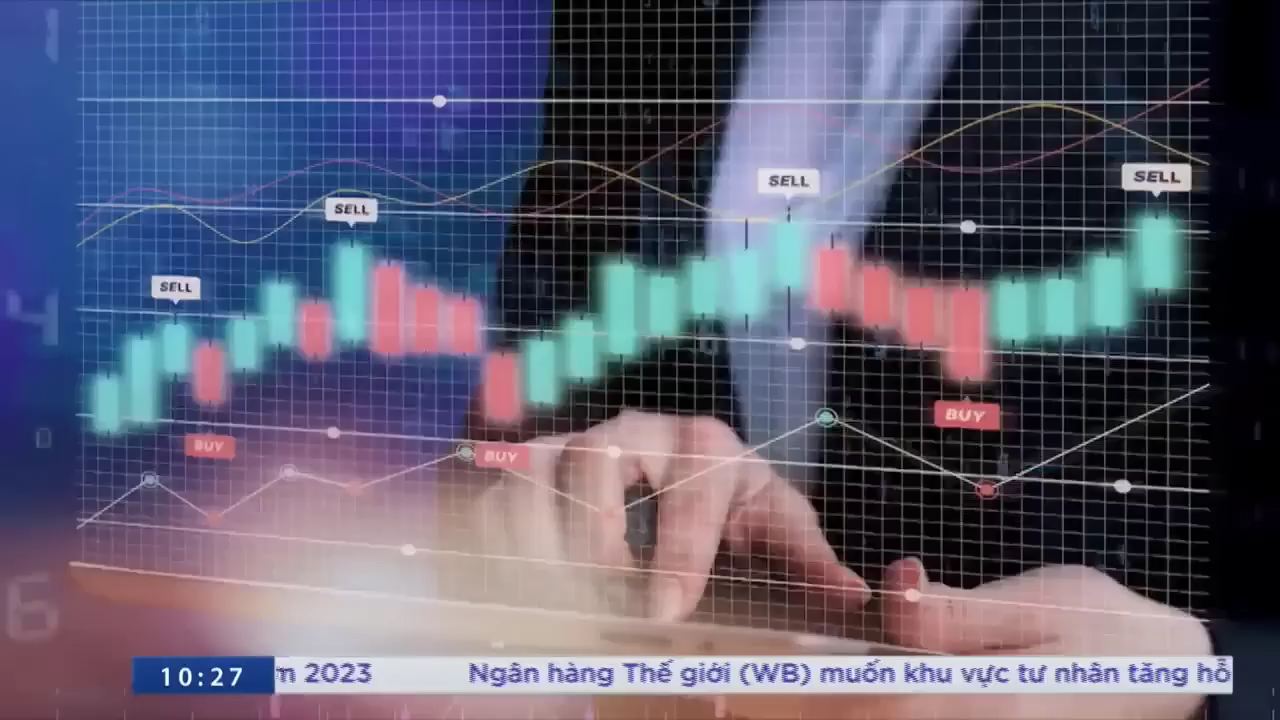 SELL
SELL
SELL
SELL
BUY
BUY
BUY
10:27
2023 Ngân hàng Thế giới (WB) muốn khu vực tư nhân tăng